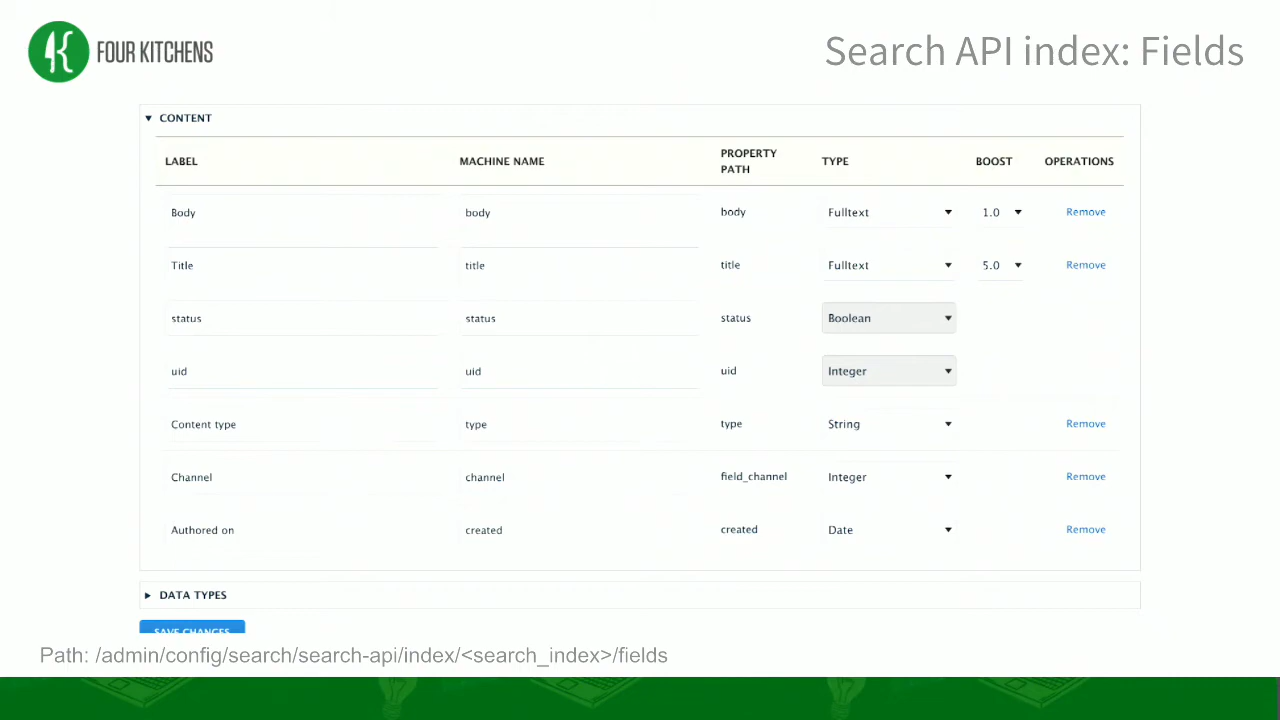 FOUR KITCHENS
Search API index: Fields
▼ CONTENT
LABEL MACHINE NAME PROPERTY PATH TYPE BOOST OPERATIONS
Body body body Fulltext 1.0 Remove
Title title title Fulltext 5.0 Remove
status status status Boolean
uid uid uid Integer
Content type type type String Remove
Channel channel field_channel Integer Remove
Authored on created created Date Remove
► DATA TYPES
SAVE CHANGES
Path: /admin/config/search/search-api/index/<search_index>/fields